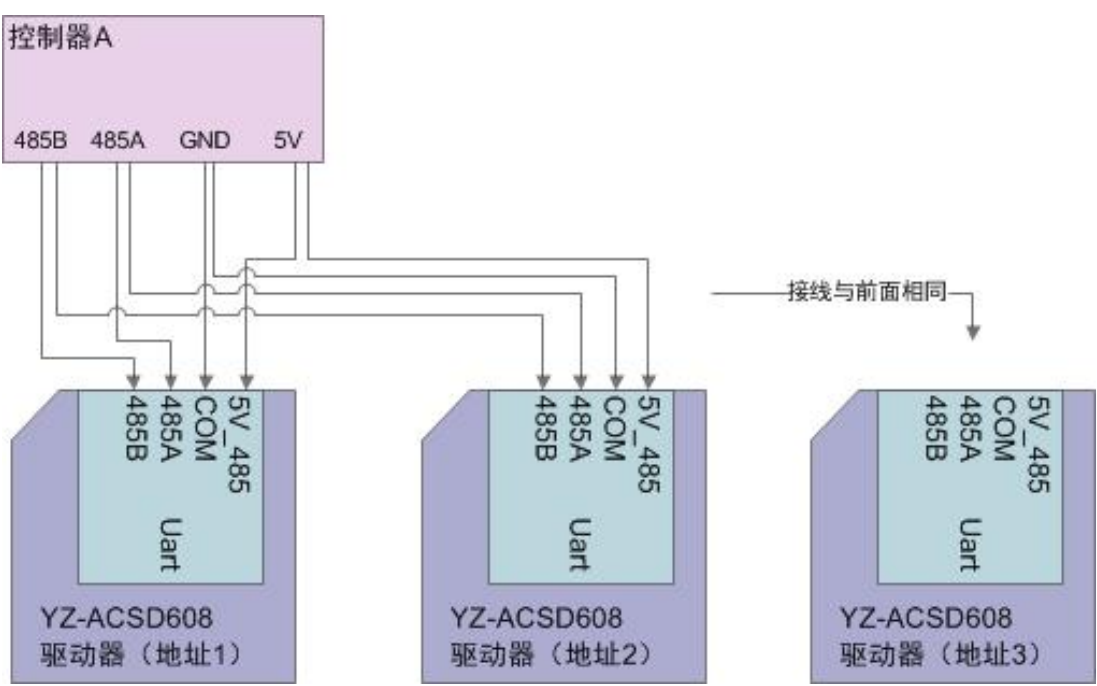 控制器A
485B 485A GND 5V
接线与前面相同
485B
485A
COM
5V_485
Uart
YZ-ACSD608
驱动器（地址1）
485B
485A
COM
5V_485
Uart
YZ-ACSD608
驱动器（地址2）
485B
485A
COM
5V_485
Uart
YZ-ACSD608
驱动器（地址3）